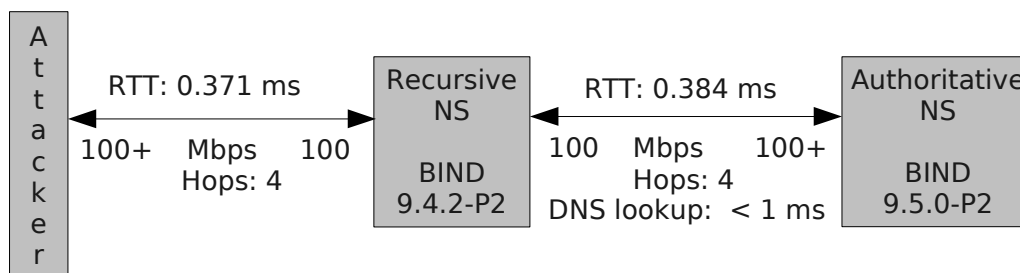 Attacker
RTT: 0.371 ms
100+ Mbps 100
Hops: 4
Recursive
NS
BIND
9.4.2-P2
RTT: 0.384 ms
100 Mbps 100+
Hops: 4
DNS lookup: < 1 ms
Authoritative
NS
BIND
9.5.0-P2